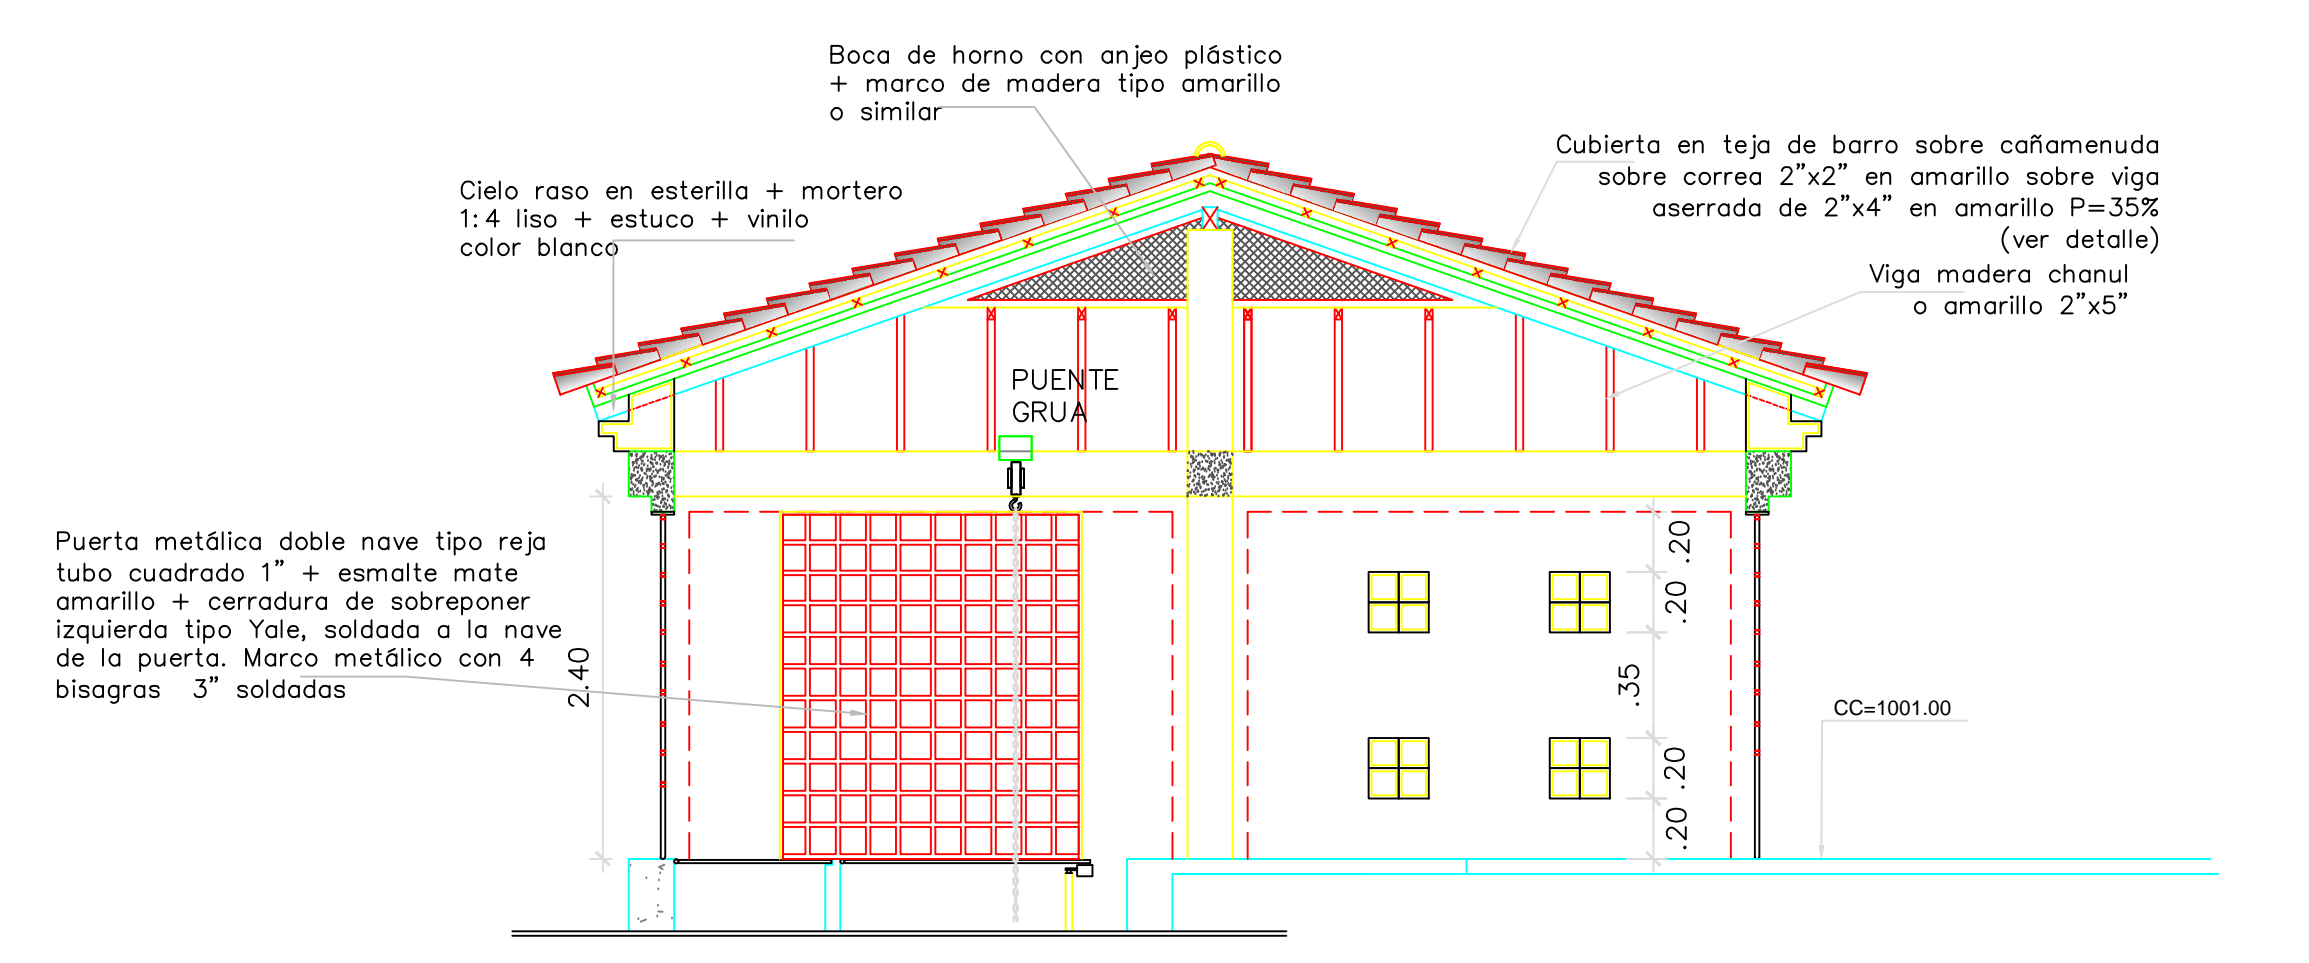 Boca de horno con anjeo plástico
+ marco de madera tipo amarillo
o similar
Cubierta en teja de barro sobre cañamenuda
sobre correa 2"x2" en amarillo sobre viga
aserrada de 2"x4" en amarillo P=35%
(ver detalle)
Cielo raso en esterilla + mortero
1:4 liso + estuco + vinilo
color blanco
Viga madera chanul
o amarillo 2"x5"
PUENTE
GRUA
Puerta metálica doble nave tipo reja
tubo cuadrado 1" + esmalte mate
amarillo + cerradura de sobreponer
izquierda tipo Yale, soldada a la nave
de la puerta. Marco metálico con 4
bisagras  3" soldadas
2.40
.20
.20
.35
.20
.20
CC=1001.00